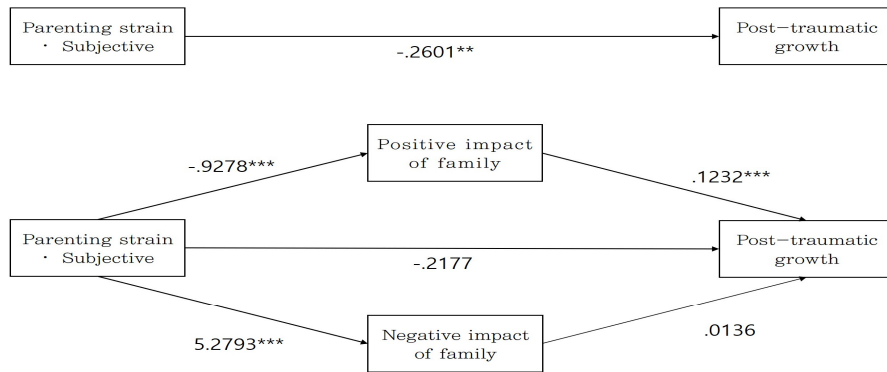 Parenting strain
· Subjective
-.2601**
Post-traumatic
growth
Positive impact
of family
-.9278***
.1232***
Parenting strain
· Subjective
-.2177
Post-traumatic
growth
5.2793***
Negative impact
of family
.0136